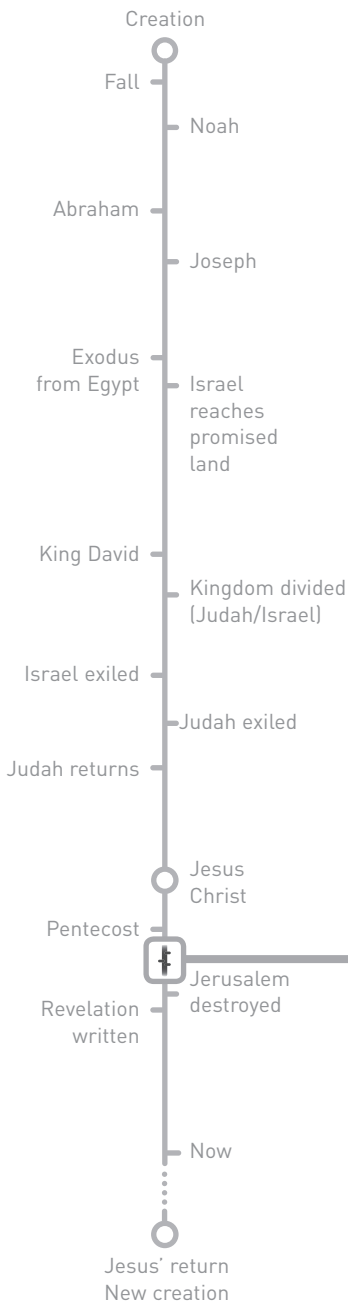 Creation
Fall
Noah
Abraham
Joseph
Exodus
from Egypt
Israel
reaches
promised
land
King David
Kingdom divided
(Judah/Israel)
Israel exiled
Judah exiled
Judah returns
Jesus
Christ
Pentecost
Jerusalem
destroyed
Revelation
written
Now
Jesus’ return
New creation